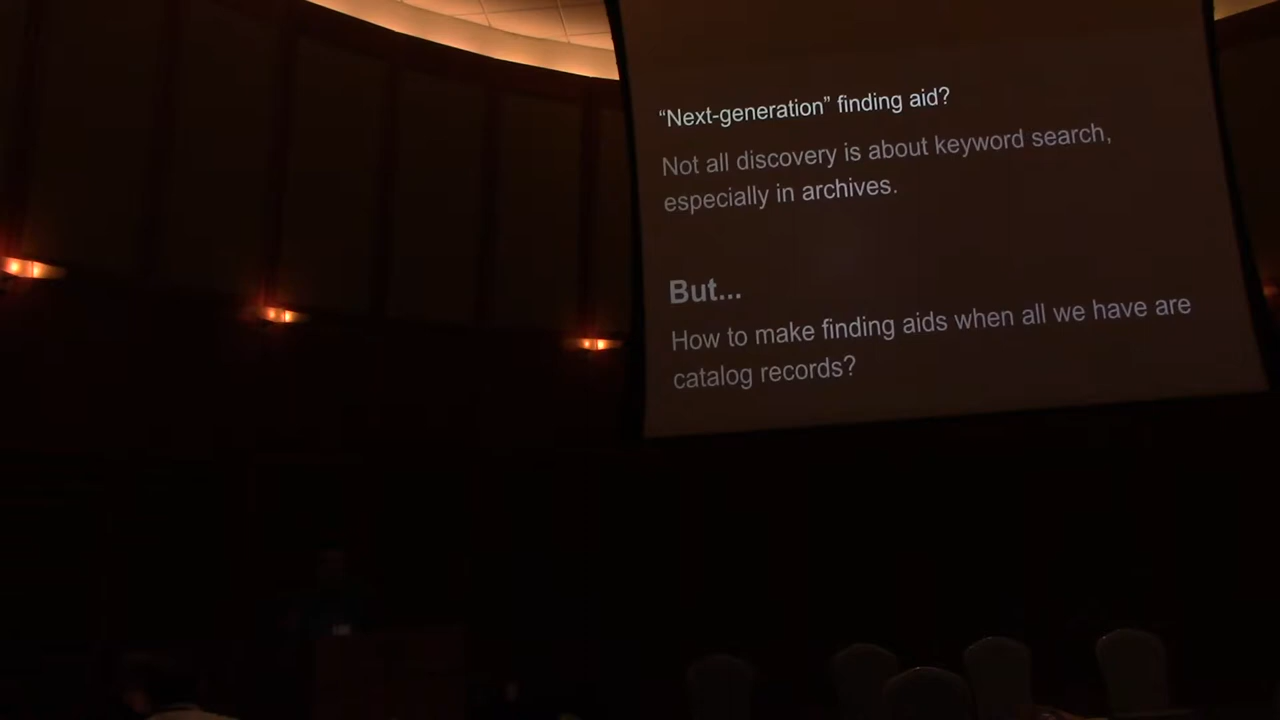 “Next-generation” finding aid?
Not all discovery is about keyword search,
especially in archives.
But...
How to make finding aids when all we have are
catalog records?